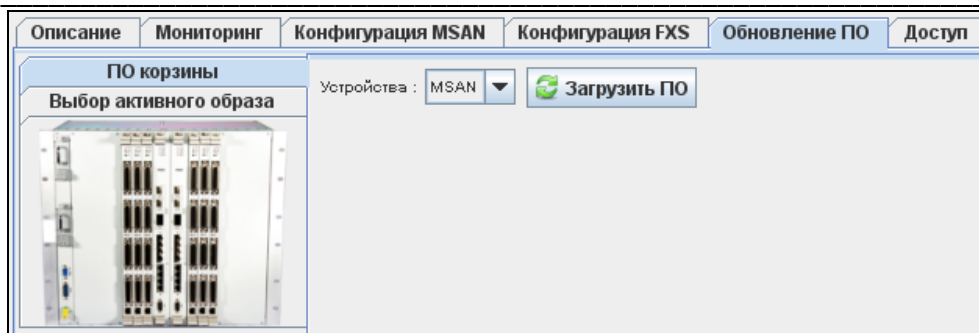 Описание Мониторинг Конфигурация MSAN Конфигурация FXS Обновление ПО Доступ
ПО корзины
Выбор активного образа
Устройства : MSAN Загрузить ПО